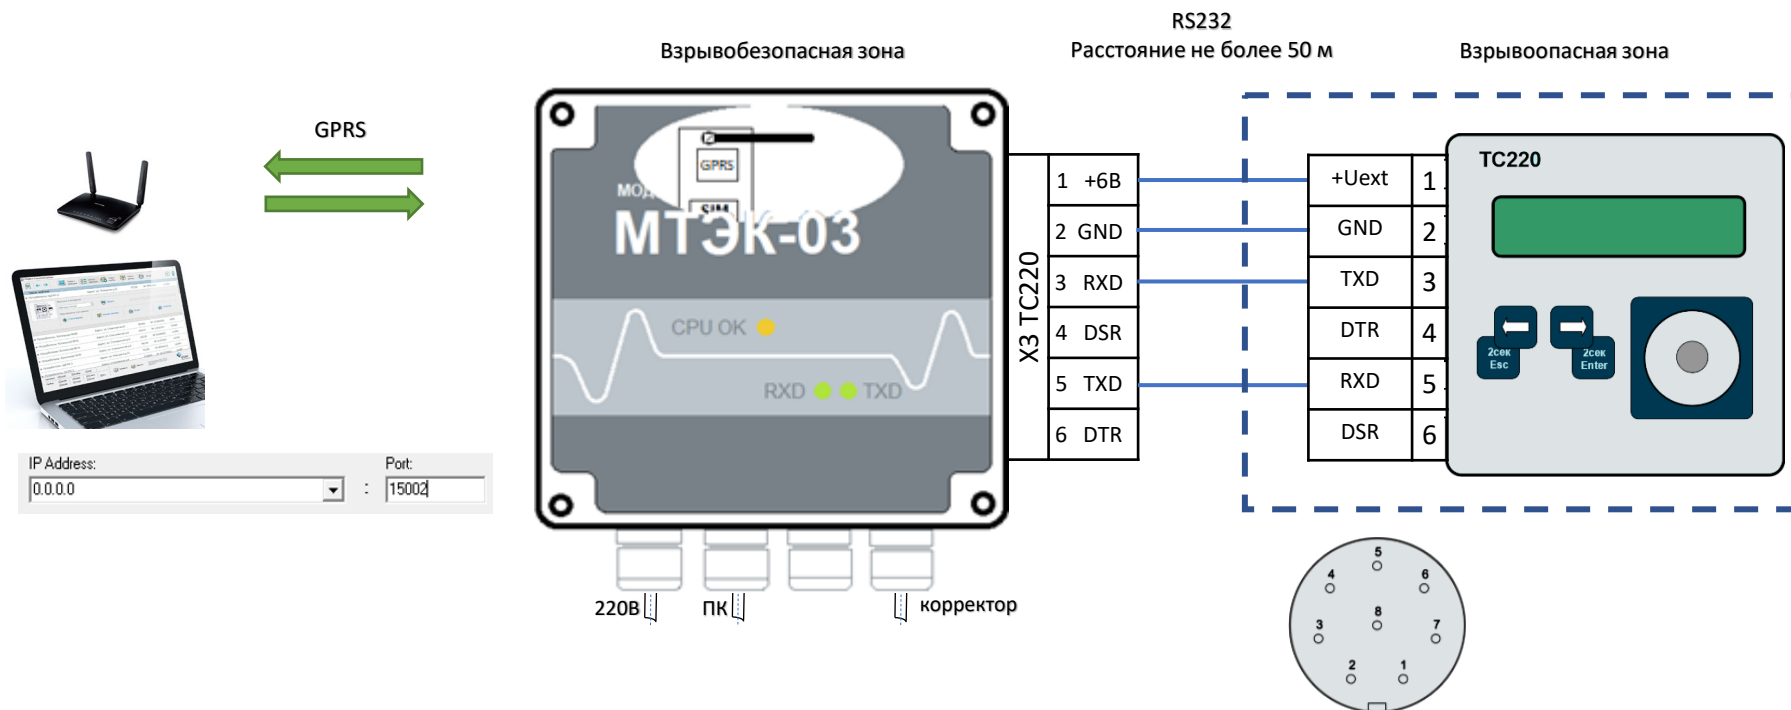 RS232
Взрывобезопасная зона
Расстояние не более 50 м
Взрывоопасная зона
GPRS
GPRS
SIM
МТЭК-03
CPU OK
RXD
TXD
X3 TC220
1 +6В
2 GND
3 RXD
4 DSR
5 TXD
6 DTR
+Uext 1
GND 2
TXD 3
DTR 4
RXD 5
DSR 6
TC220
2сек
Esc
2сек
Enter
IP Address:
Port:
0.0.0.0
:
15002
220В
ПК
корректор
5
4
6
8
3
7
2
1